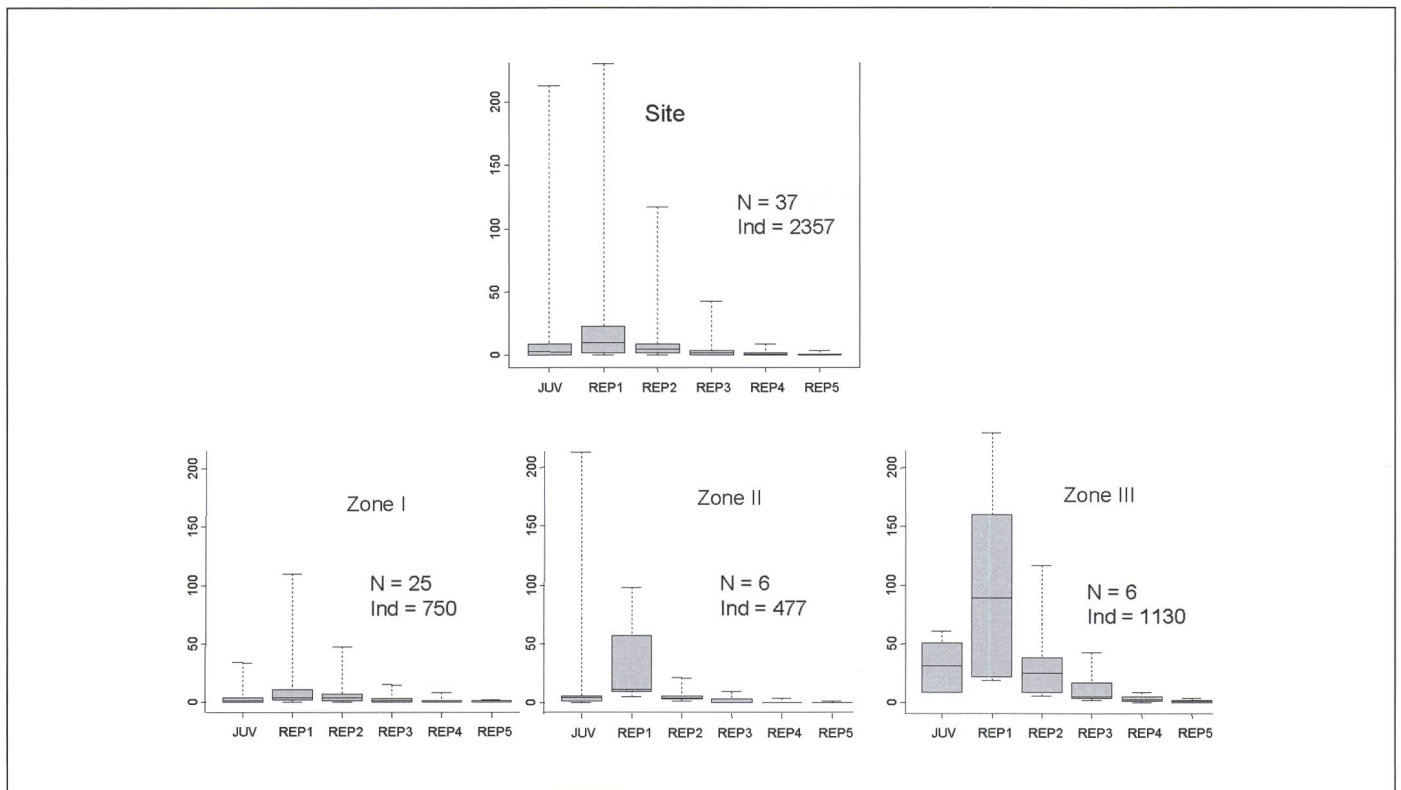 Site
N = 37
Ind = 2357
200
150
100
50
0
JUV REP1 REP2 REP3 REP4 REP5
Zone I
N = 25
Ind = 750
200
150
100
50
0
JUV REP1 REP2 REP3 REP4 REP5
Zone II
N = 6
Ind = 477
200
150
100
50
0
JUV REP1 REP2 REP3 REP4 REP5
Zone III
N = 6
Ind = 1130
200
150
100
50
0
JUV REP1 REP2 REP3 REP4 REP5